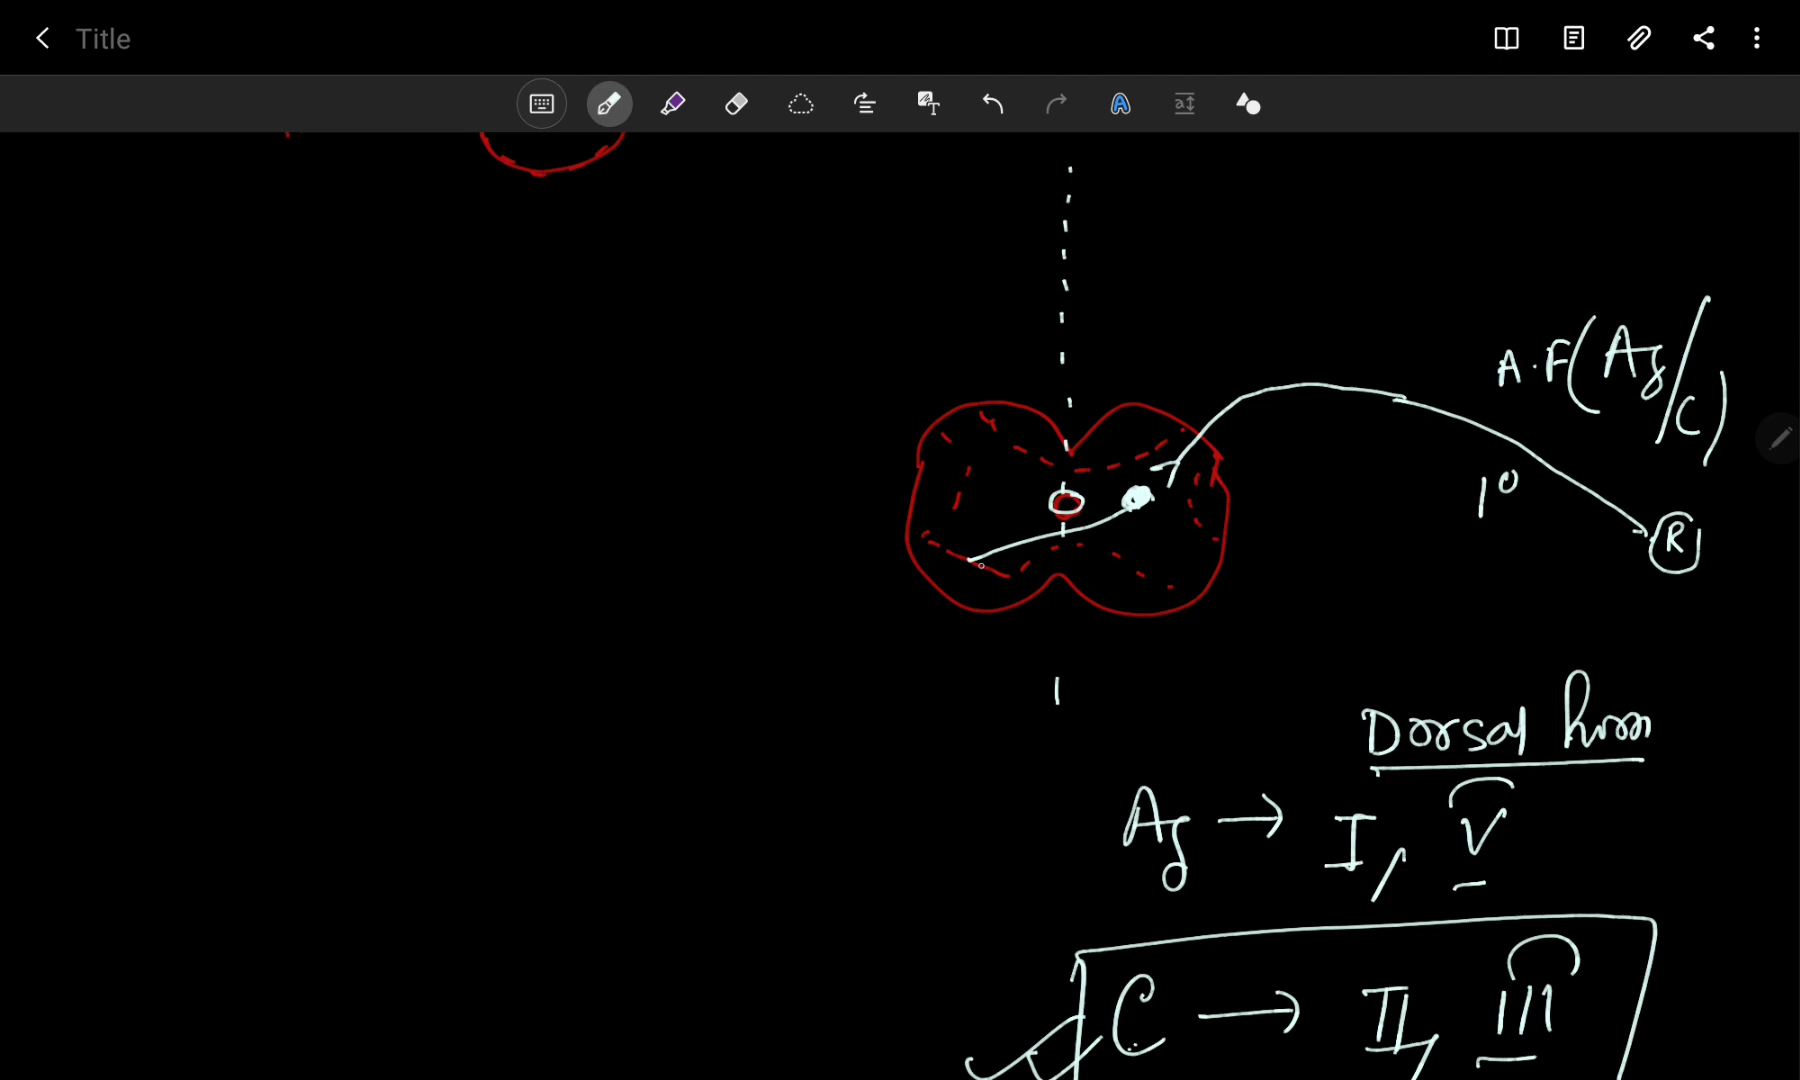 Title
A.F(Aδ/C)
1°
R
Dorsal horn
Aδ → I, V
C → II, III